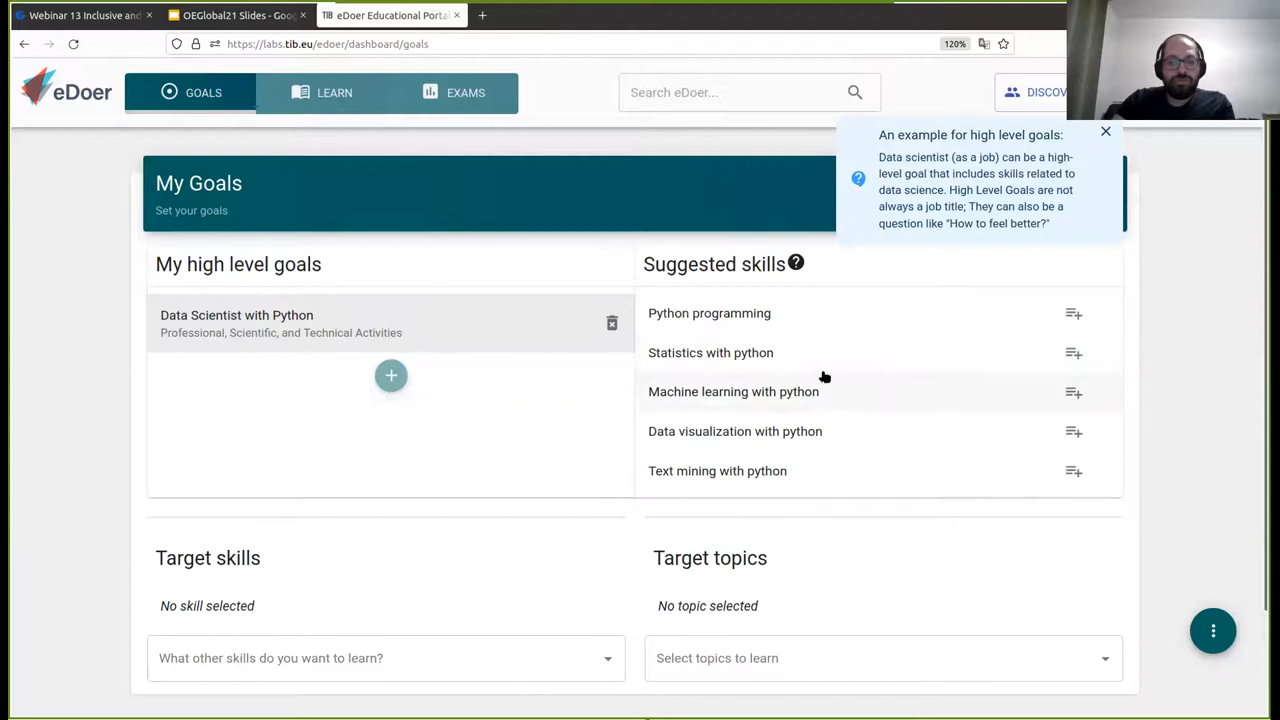 Webinar 13 Inclusive and
OEGlobal21 Slides - Goo
TIB eDoer Educational Portal
https://labs.tib.eu/edoer/dashboard/goals
120%
eDoer
GOALS
LEARN
EXAMS
Search eDoer...
DISCOV
An example for high level goals:
Data scientist (as a job) can be a high-
level goal that includes skills related to
data science. High Level Goals are not
always a job title; They can also be a
question like "How to feel better?"
My Goals
Set your goals
My high level goals
Suggested skills
Data Scientist with Python
Professional, Scientific, and Technical Activities
Python programming
Statistics with python
Machine learning with python
Data visualization with python
Text mining with python
Target skills
Target topics
No skill selected
No topic selected
What other skills do you want to learn?
Select topics to learn